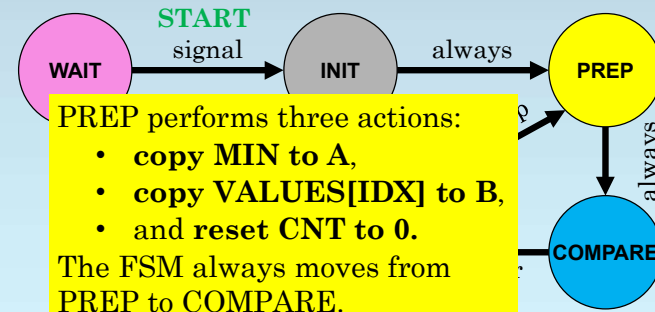 START
signal
always
WAIT
INIT
PREP
PREP performs three actions:
• copy MIN to A,
• copy VALUES[IDX] to B,
• and reset CNT to 0.
The FSM always moves from
PREP to COMPARE.
always
COMPARE